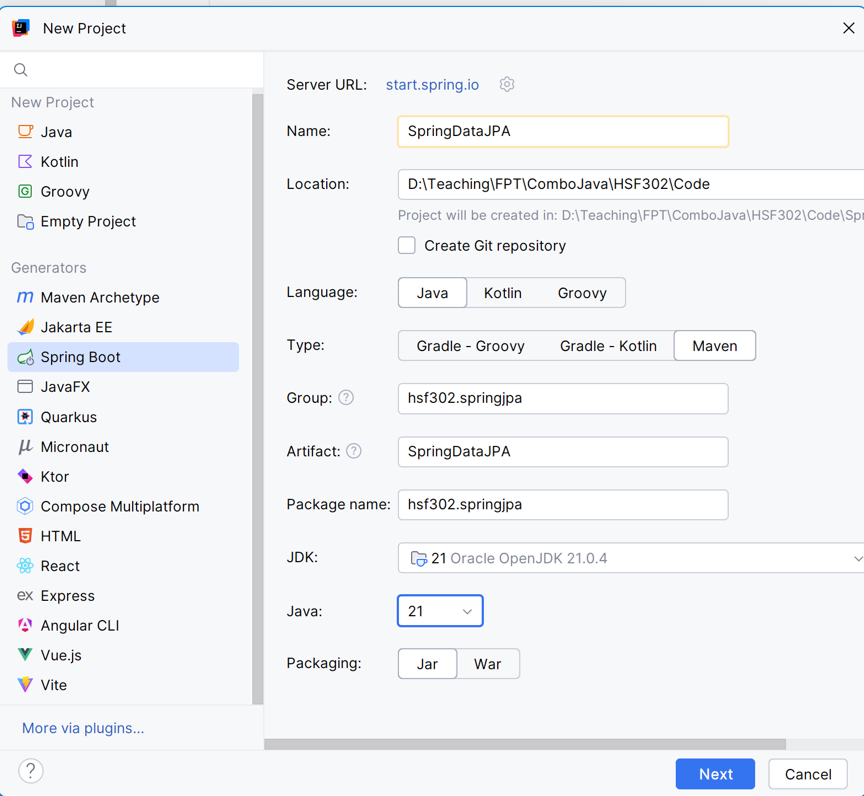 New Project
Server URL: start.spring.io
New Project
Name: SpringDataJPA
Java
Kotlin
Location: D:\Teaching\FPT\ComboJava\HSF302\Code
Groovy
Project will be created in: D:\Teaching\FPT\ComboJava\HSF302\Code\Spr
Empty Project
Create Git repository
Generators
Language: Java Kotlin Groovy
Maven Archetype
Jakarta EE
Type: Gradle - Groovy Gradle - Kotlin Maven
Spring Boot
JavaFX
Group: ? hsf302.springjpa
Quarkus
Micronaut
Artifact: ? SpringDataJPA
Ktor
Package name: hsf302.springjpa
Compose Multiplatform
HTML
JDK: 21 Oracle OpenJDK 21.0.4
React
ex Express
Java: 21
Angular CLI
Vue.js
Packaging: Jar War
Vite
More via plugins...
? Next Cancel